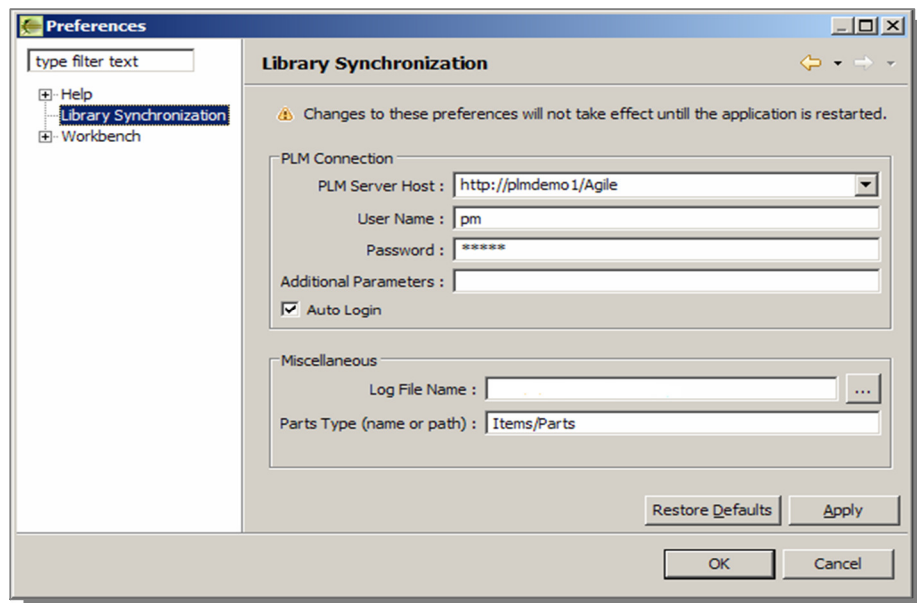 Preferences
type filter text
Help
Library Synchronization
Workbench
Library Synchronization
Changes to these preferences will not take effect untill the application is restarted.
PLM Connection
PLM Server Host : http://plmdemo1/Agile
User Name : pm
Password : *****
Additional Parameters :
Auto Login
Miscellaneous
Log File Name :
...
Parts Type (name or path) : Items/Parts
Restore Defaults
Apply
OK
Cancel